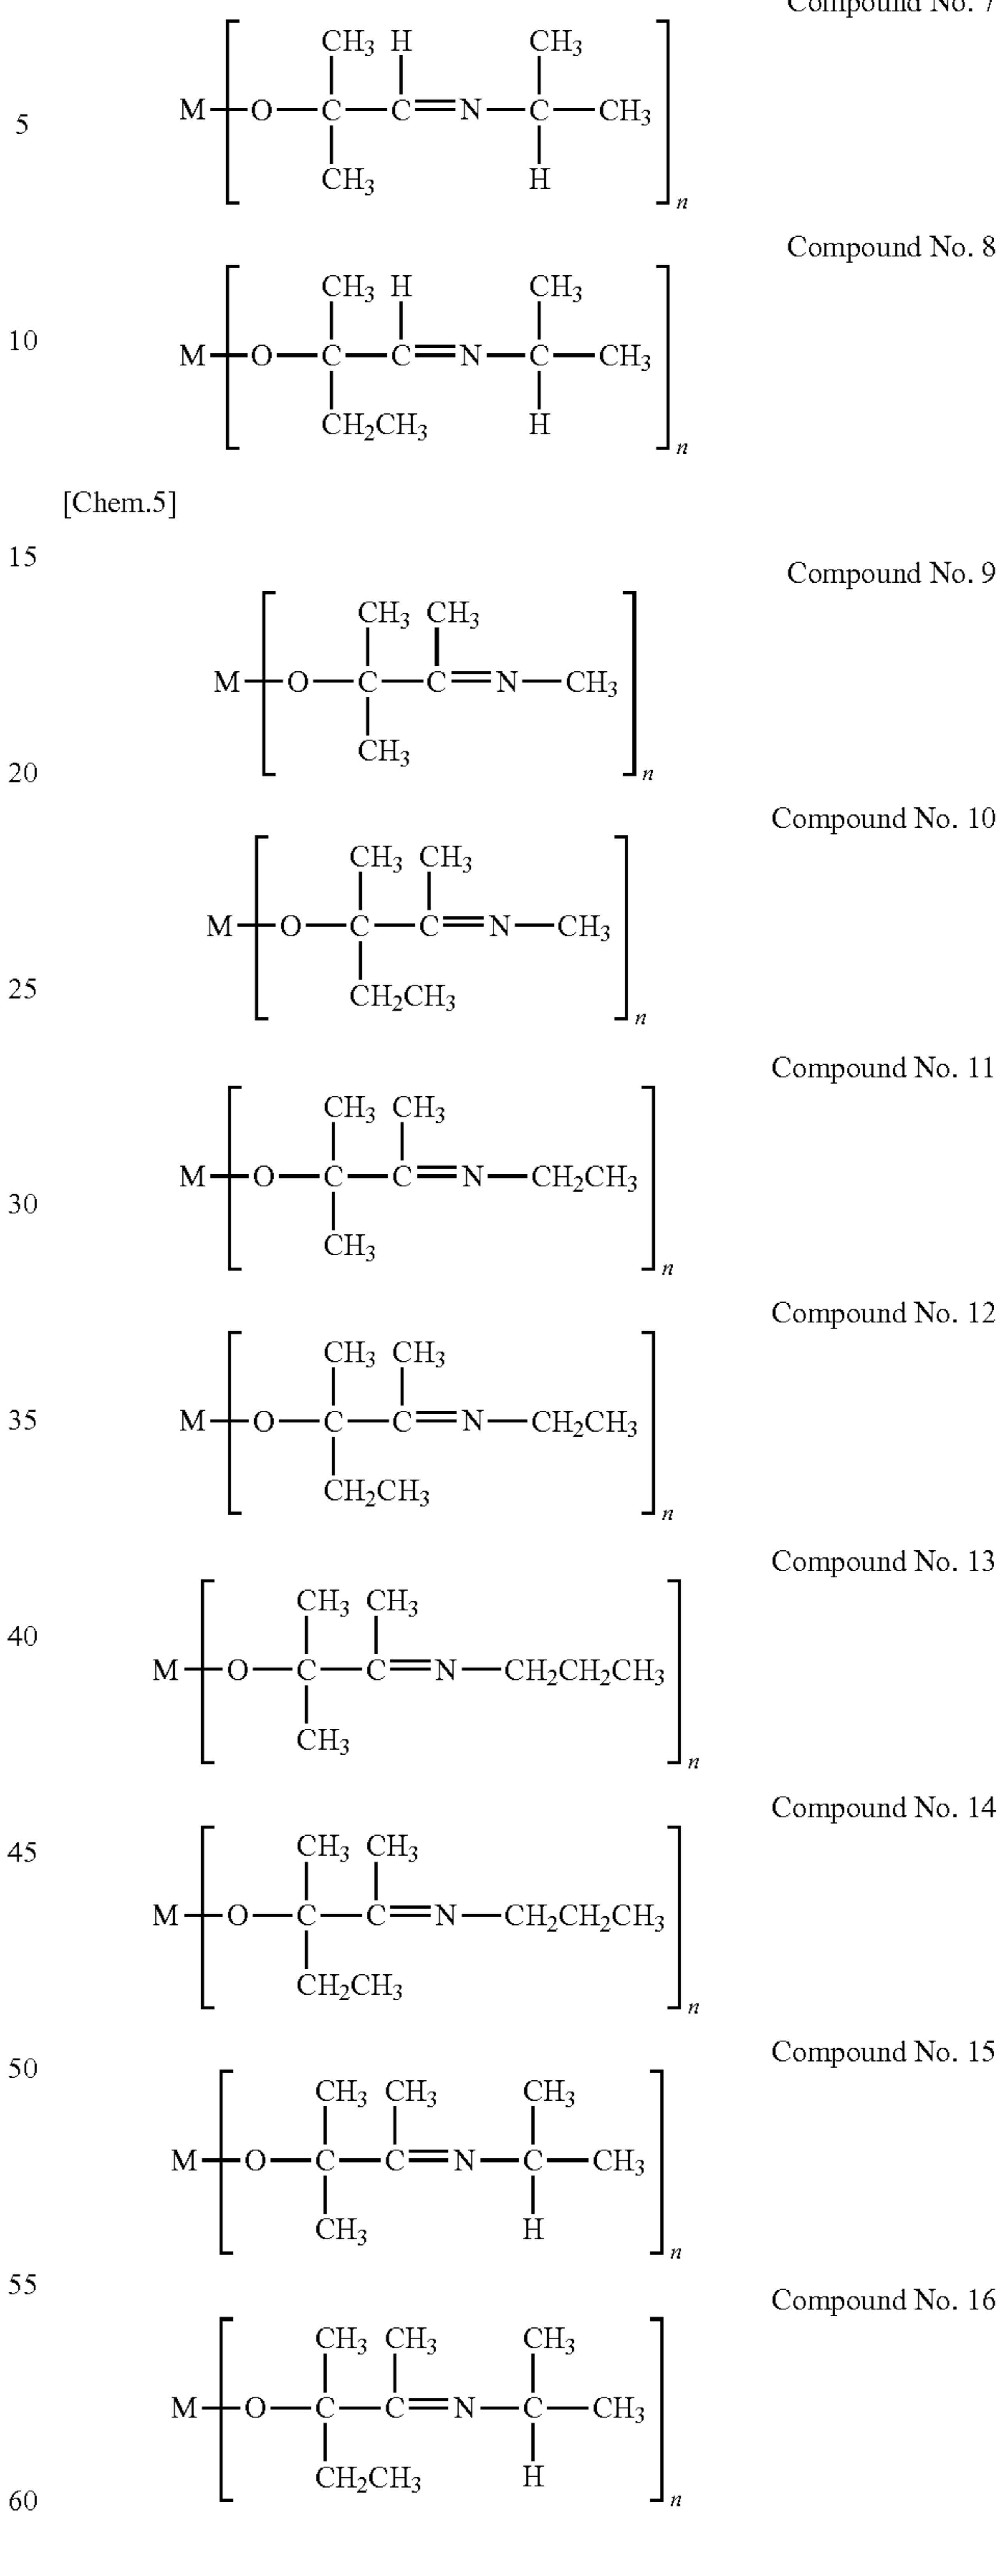 Compound No. 7
CH3 H CH3
5 M—O—C—C=N—C—CH3
CH3 H
n
Compound No. 8
CH3 H CH3
10 M—O—C—C=N—C—CH3
CH2CH3 H
n
[Chem.5]
15
Compound No. 9
CH3 CH3
M—O—C—C=N—CH3
CH3
20 n
Compound No. 10
CH3 CH3
M—O—C—C=N—CH3
25 CH2CH3
n
Compound No. 11
CH3 CH3
M—O—C—C=N—CH2CH3
30
CH3
n
Compound No. 12
CH3 CH3
35 M—O—C—C=N—CH2CH3
CH2CH3
n
Compound No. 13
CH3 CH3
40
M—O—C—C=N—CH2CH2CH3
CH3
n
Compound No. 14
45 CH3 CH3
M—O—C—C=N—CH2CH2CH3
CH2CH3
n
50 Compound No. 15
CH3 CH3 CH3
M—O—C—C=N—C—CH3
CH3 H
n
55
Compound No. 16
CH3 CH3 CH3
M—O—C—C=N—C—CH3
CH2CH3 H
60 n